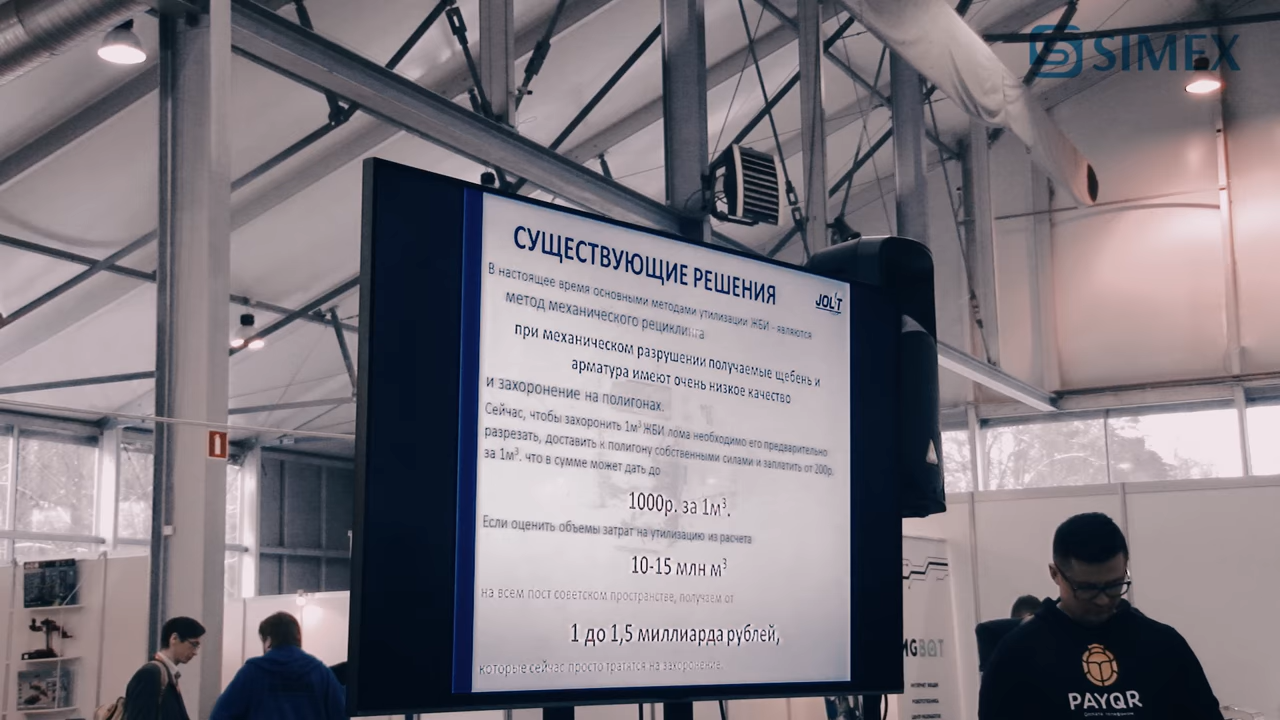 SIMEX
СУЩЕСТВУЮЩИЕ РЕШЕНИЯ
JOLIT
В настоящее время основными методами утилизации ЖБИ - являются
метод механического рециклинга
при механическом разрушении получаемые щебень и
арматура имеют очень низкое качество
и захоронение на полигонах.
Сейчас, чтобы захоронить 1м³ ЖБИ лома необходимо его предварительно
разрезать, доставить к полигону собственными силами и заплатить от 200р.
за 1м³. что в сумме может дать до
1000р. за 1м³.
Если оценить объемы затрат на утилизацию из расчета
10-15 млн м³
на всем пост советском пространстве, получаем от
1 до 1,5 миллиарда рублей,
которые сейчас просто тратятся на захоронение.
PAYQR